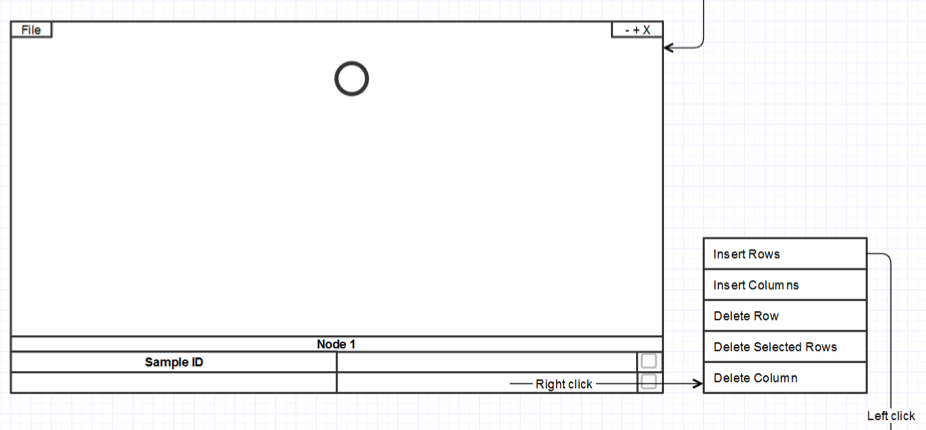 File
- + X
Node 1
Sample ID
Right click
Insert Rows
Insert Columns
Delete Row
Delete Selected Rows
Delete Column
Left click